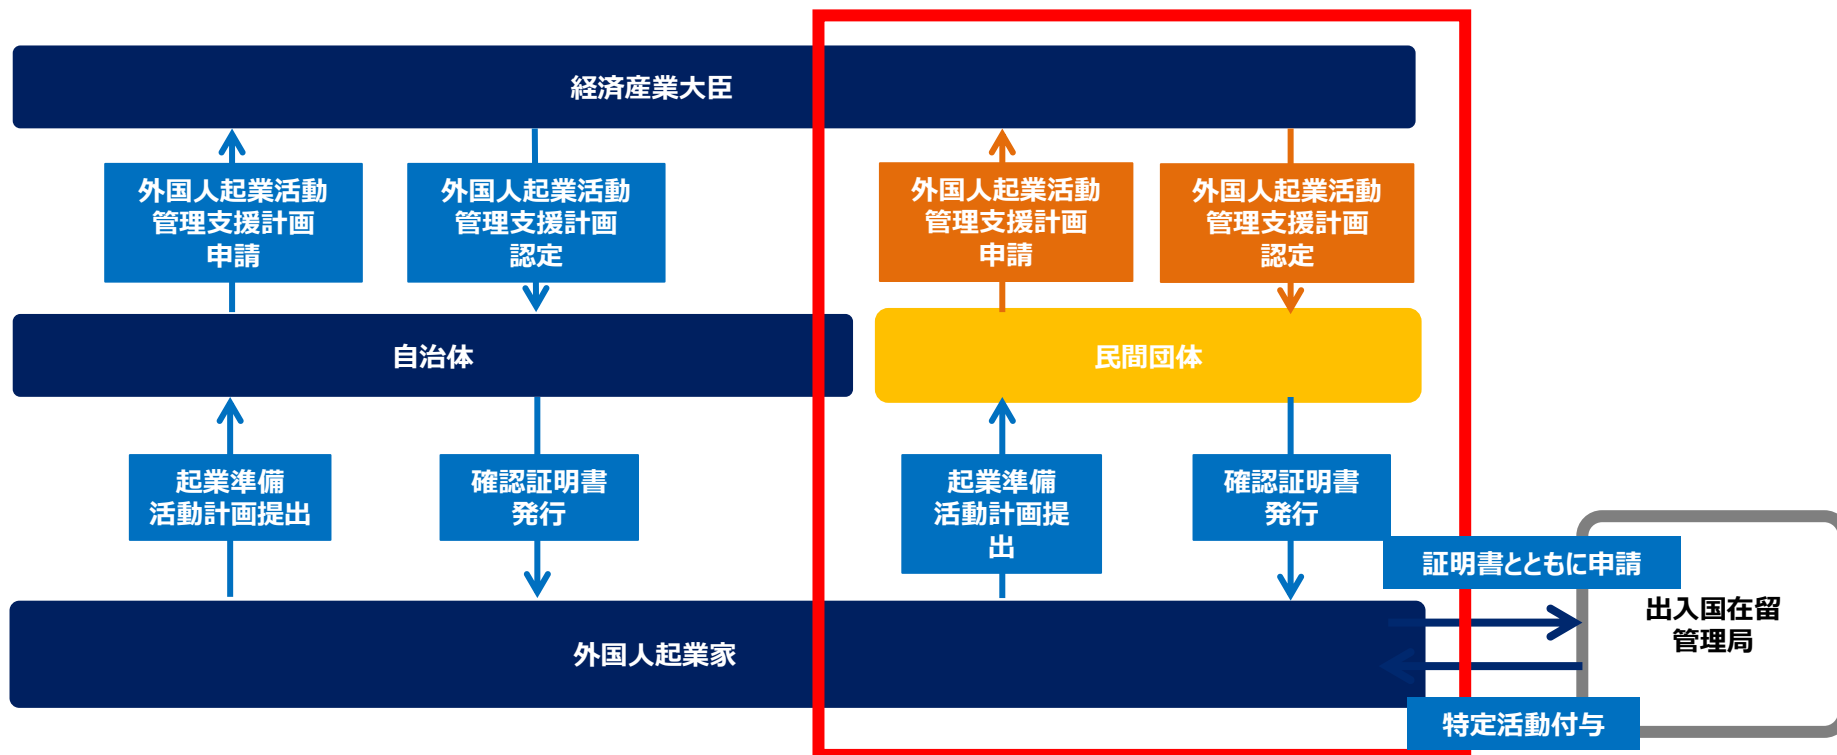 経済産業大臣
外国人起業活動
管理支援計画
申請
外国人起業活動
管理支援計画
認定
外国人起業活動
管理支援計画
申請
外国人起業活動
管理支援計画
認定
自治体
民間団体
起業準備
活動計画提出
確認証明書
発行
起業準備
活動計画提
出
確認証明書
発行
証明書とともに申請
出入国在留
管理局
外国人起業家
特定活動付与